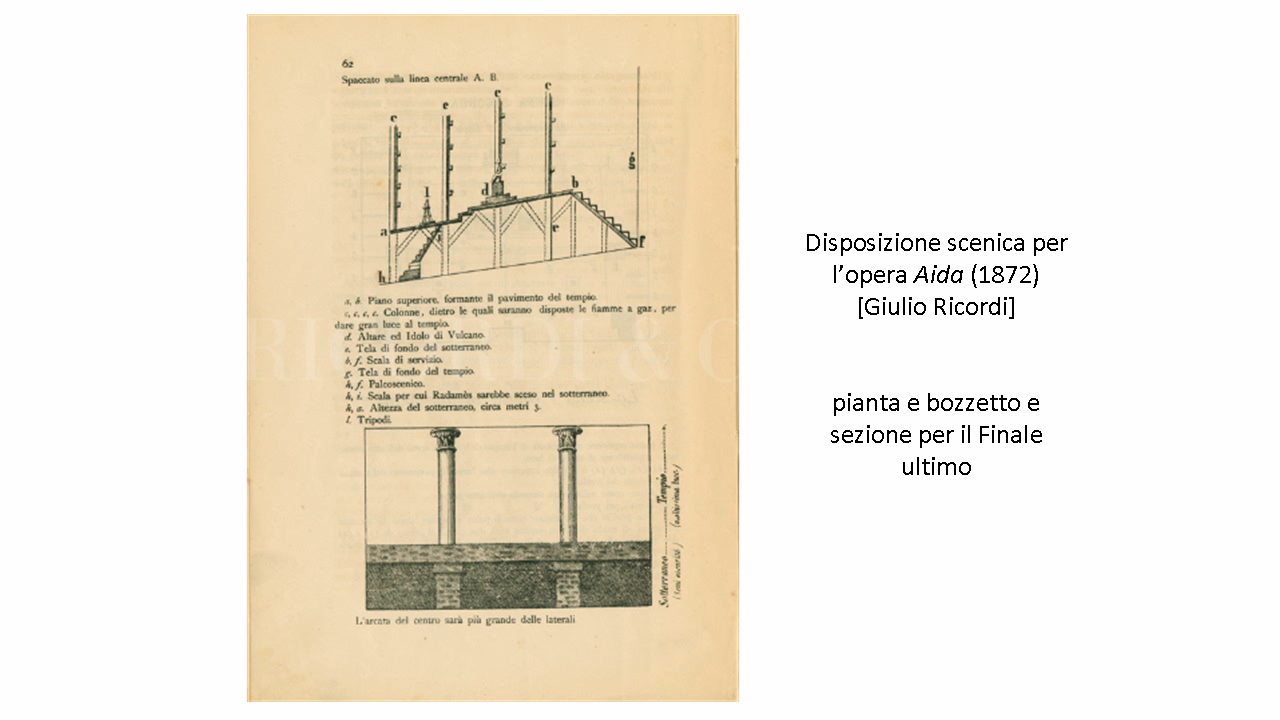 62
Spaccato sulla linea centrale A. B.
c
c
c
c
g
l
d
b
a
i
e
f
h
a, b. Piano superiore, formante il pavimento del tempio.
c, c, c, c. Colonne, dietro le quali saranno disposte le fiamme a gaz, per
dare gran luce al tempio.
d. Altare ed Idolo di Vulcano.
e. Tela di fondo del sotterraneo.
b, f. Scala di servizio.
g. Tela di fondo del tempio.
h, f. Palcoscenico.
h, i. Scala per cui Radamès sarebbe sceso nel sotterraneo.
h, a. Altezza del sotterraneo, circa metri 3.
l. Tripodi.
Sotterraneo
Tempio
L'arcata del centro sarà più grande delle laterali
RICORDI & C
Disposizione scenica per
l’opera Aida (1872)
[Giulio Ricordi]
pianta e bozzetto e
sezione per il Finale
ultimo